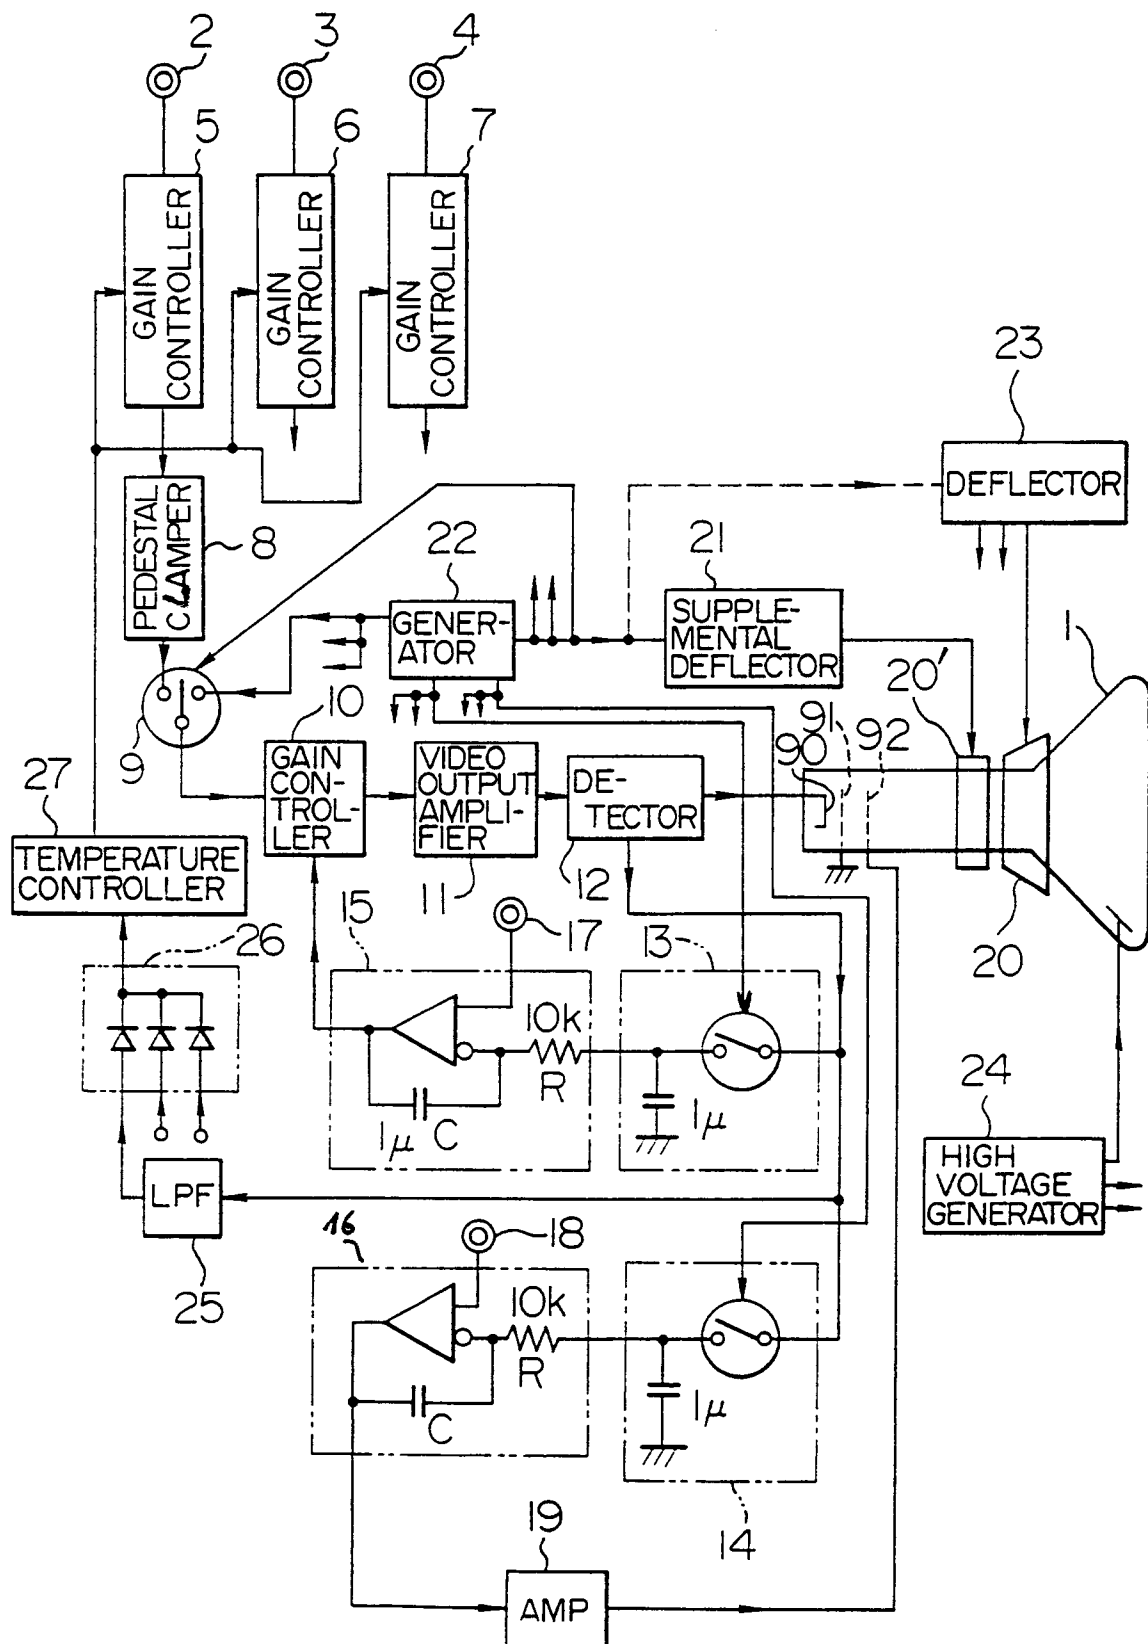 2
3
4
5
6
7
GAIN
CONTROLLER
GAIN
CONTROLLER
GAIN
CONTROLLER
23
DEFLECTOR
PEDESTAL
CLAMPER
8
22
GENER-
ATOR
21
SUPPLE-
MENTAL
DEFLECTOR
1
20'
9
10
GAIN
CON-
TROL-
LER
VIDEO
OUTPUT
AMPLI-
FIER
11
DE-
TECTOR
12
90
91
92
20
27
TEMPERATURE
CONTROLLER
26
15
17
13
10k
R
1μ
C
1μ
24
HIGH
VOLTAGE
GENERATOR
LPF
25
16
18
10k
R
C
1μ
14
19
AMP